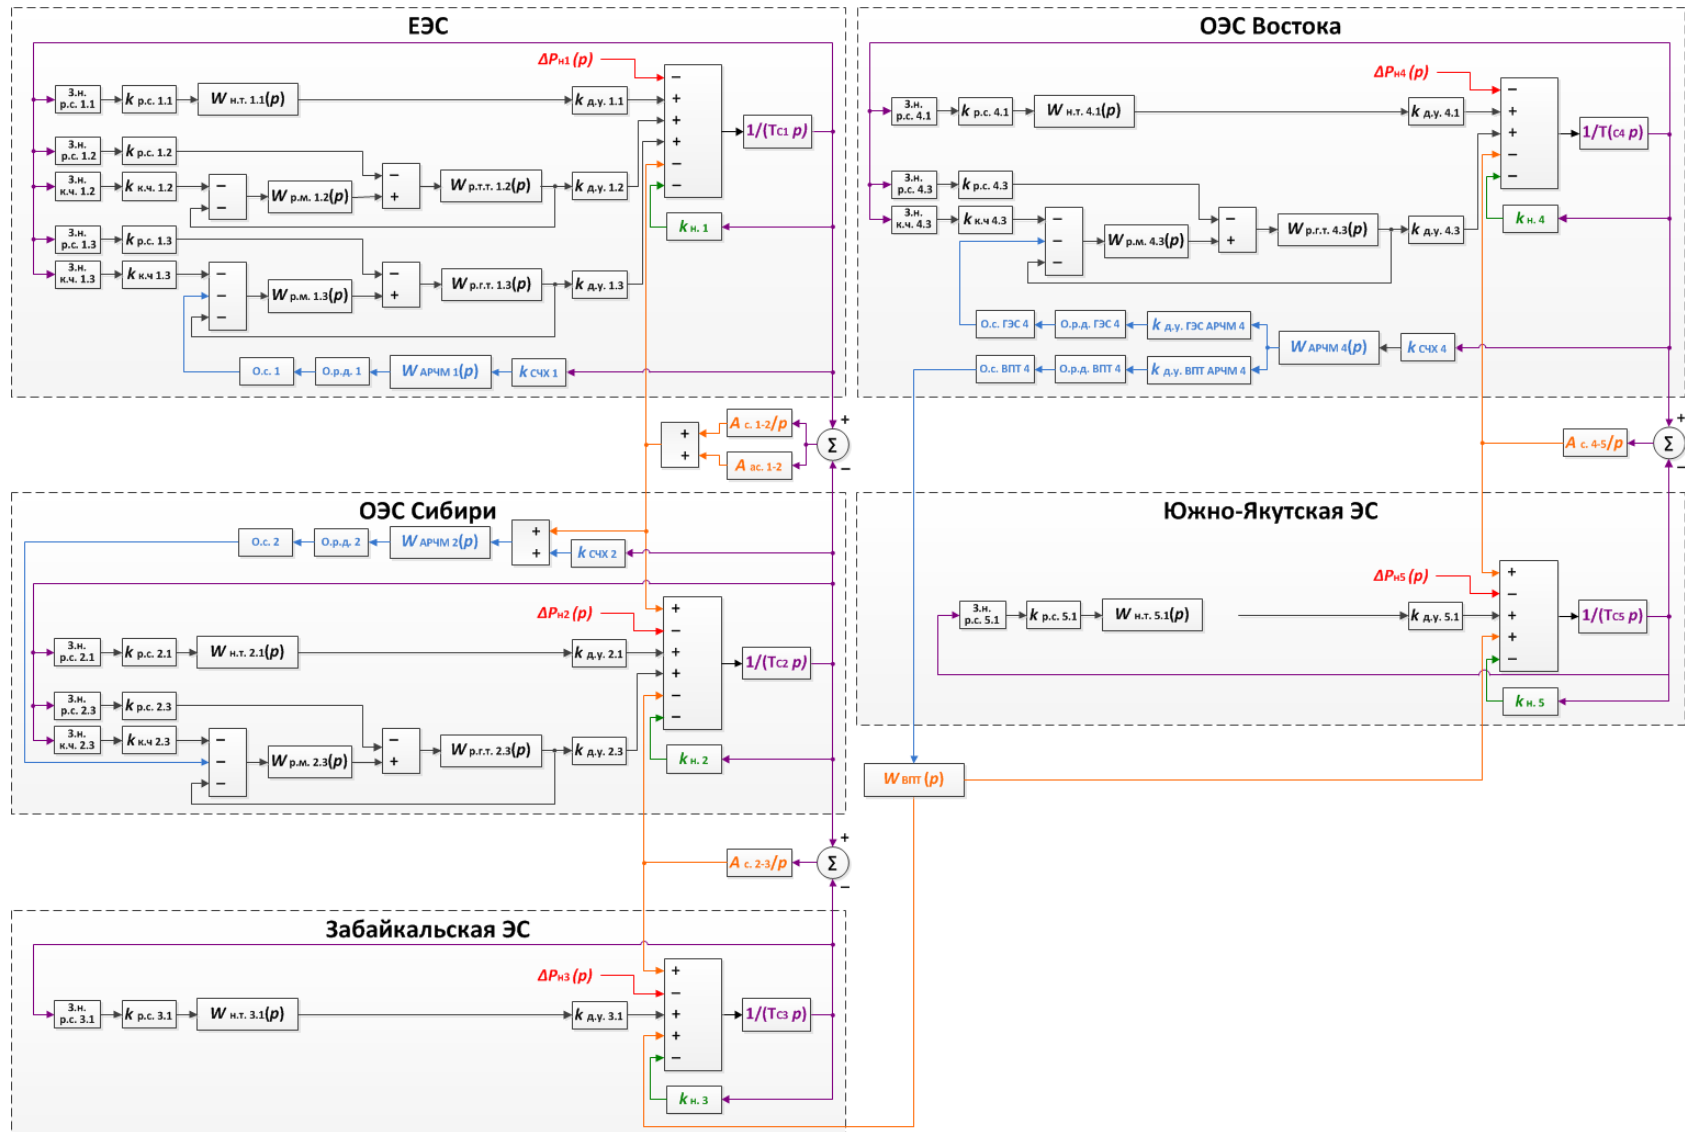 ЕЭС
ΔPн1(p)
З.н.
р.с. 1.1
k р.с. 1.1
W н.т. 1.1(p)
k д.у. 1.1
1/(Tс1 p)
З.н.
р.с. 1.2
k р.с. 1.2
З.н.
к.ч. 1.2
k к.ч. 1.2
W р.м. 1.2(p)
W р.т.т. 1.2(p)
k д.у. 1.2
k н. 1
З.н.
р.с. 1.3
k р.с. 1.3
З.н.
к.ч. 1.3
k к.ч 1.3
W р.м. 1.3(p)
W р.г.т. 1.3(p)
k д.у. 1.3
О.с. 1
О.р.д. 1
W АРЧМ 1(p)
k СЧХ 1
A с. 1-2/p
A ас. 1-2
Σ
ОЭС Сибири
О.с. 2
О.р.д. 2
W АРЧМ 2(p)
k СЧХ 2
ΔPн2(p)
З.н.
р.с. 2.1
k р.с. 2.1
W н.т. 2.1(p)
k д.у. 2.1
1/(Tс2 p)
З.н.
р.с. 2.3
k р.с. 2.3
З.н.
к.ч. 2.3
k к.ч 2.3
W р.м. 2.3(p)
W р.г.т. 2.3(p)
k д.у. 2.3
k н. 2
A с. 2-3/p
Σ
Забайкальская ЭС
ΔPн3(p)
З.н.
р.с. 3.1
k р.с. 3.1
W н.т. 3.1(p)
k д.у. 3.1
1/(Tс3 p)
k н. 3
ОЭС Востока
ΔPн4(p)
З.н.
р.с. 4.1
k р.с. 4.1
W н.т. 4.1(p)
k д.у. 4.1
1/T(с4 p)
З.н.
р.с. 4.3
k р.с. 4.3
З.н.
к.ч. 4.3
k к.ч 4.3
W р.м. 4.3(p)
W р.г.т. 4.3(p)
k д.у. 4.3
k н. 4
О.с. ГЭС 4
О.р.д. ГЭС 4
k д.у. ГЭС АРЧМ 4
О.с. ВПТ 4
О.р.д. ВПТ 4
k д.у. ВПТ АРЧМ 4
W АРЧМ 4(p)
k СЧХ 4
A с. 4-5/p
Σ
Южно-Якутская ЭС
ΔPн5(p)
З.н.
р.с. 5.1
k р.с. 5.1
W н.т. 5.1(p)
k д.у. 5.1
1/(Tс5 p)
k н. 5
W ВПТ (p)